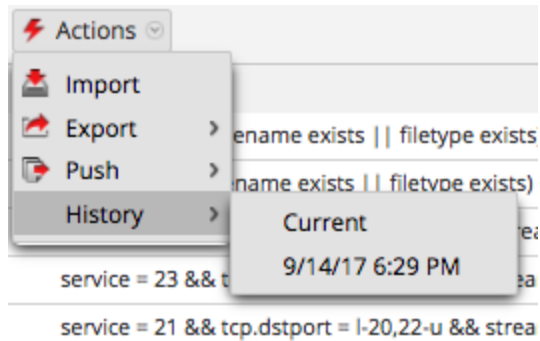 Actions
Import
Export
ename exists || filetype exists)
Push
name exists || filetype exists)
History
Current
9/14/17 6:29 PM
service = 23 && t
service = 21 && tcp.dstport = l-20,22-u && strea